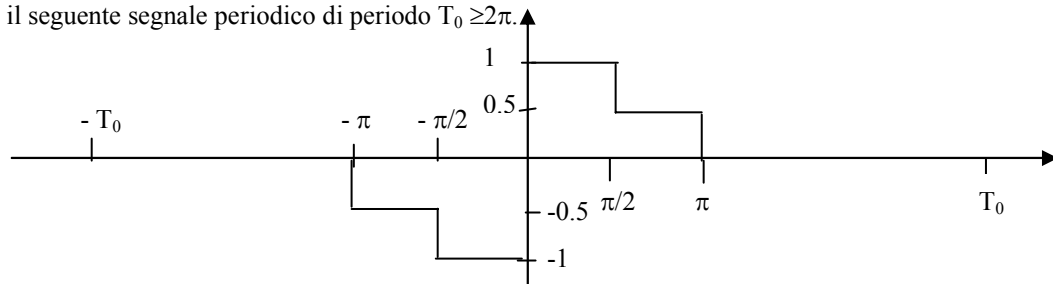 il seguente segnale periodico di periodo T₀ ≥2π.
1
0.5
- T₀ - π - π/2
π/2 π T₀
-0.5
-1